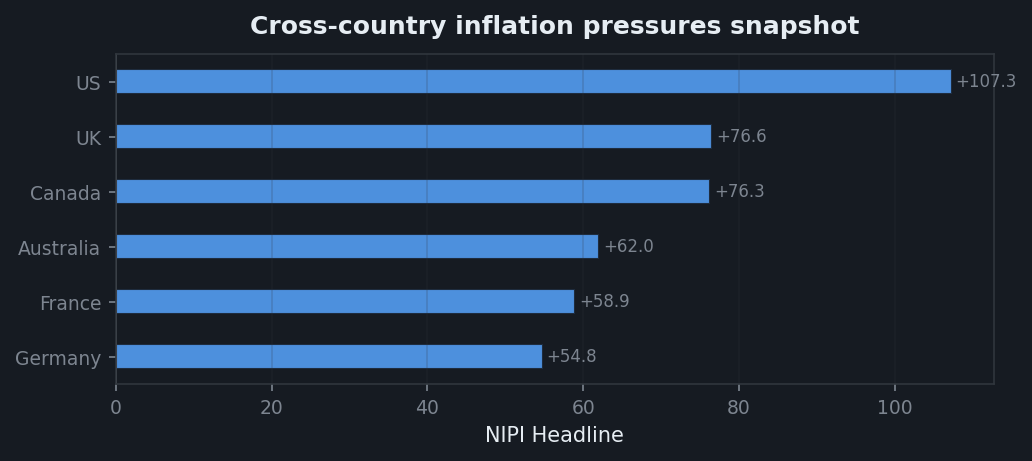 Cross-country inflation pressures snapshot
US +107.3
UK +76.6
Canada +76.3
Australia +62.0
France +58.9
Germany +54.8
0 20 40 60 80 100
NIPI Headline